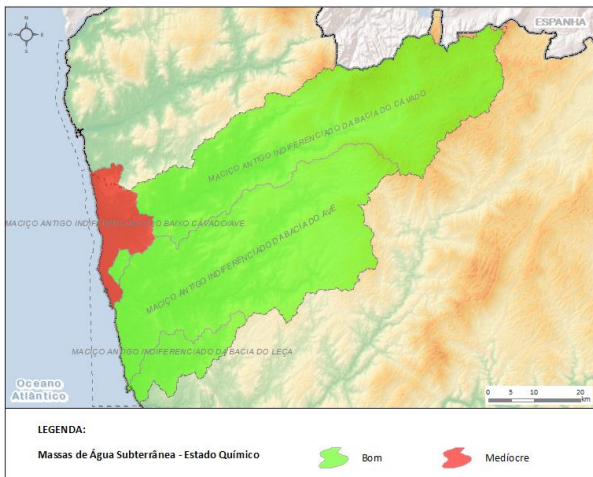 N
W
E
S
ESPANHA
MACIÇO ANTIGO INDIFERENCIADO DA BACIA DO CÁVADO
MACIÇO ANTIGO INDIFERENCIADO DO BAIXO CÁVADO/AVE
MACIÇO ANTIGO INDIFERENCIADO DA BACIA DO AVE
MACIÇO ANTIGO INDIFERENCIADO DA BACIA DO LEÇA
Oceano
Atlântico
0 5 10 20
km
LEGENDA:
Massas de Água Subterrânea - Estado Químico
Bom
Medíocre